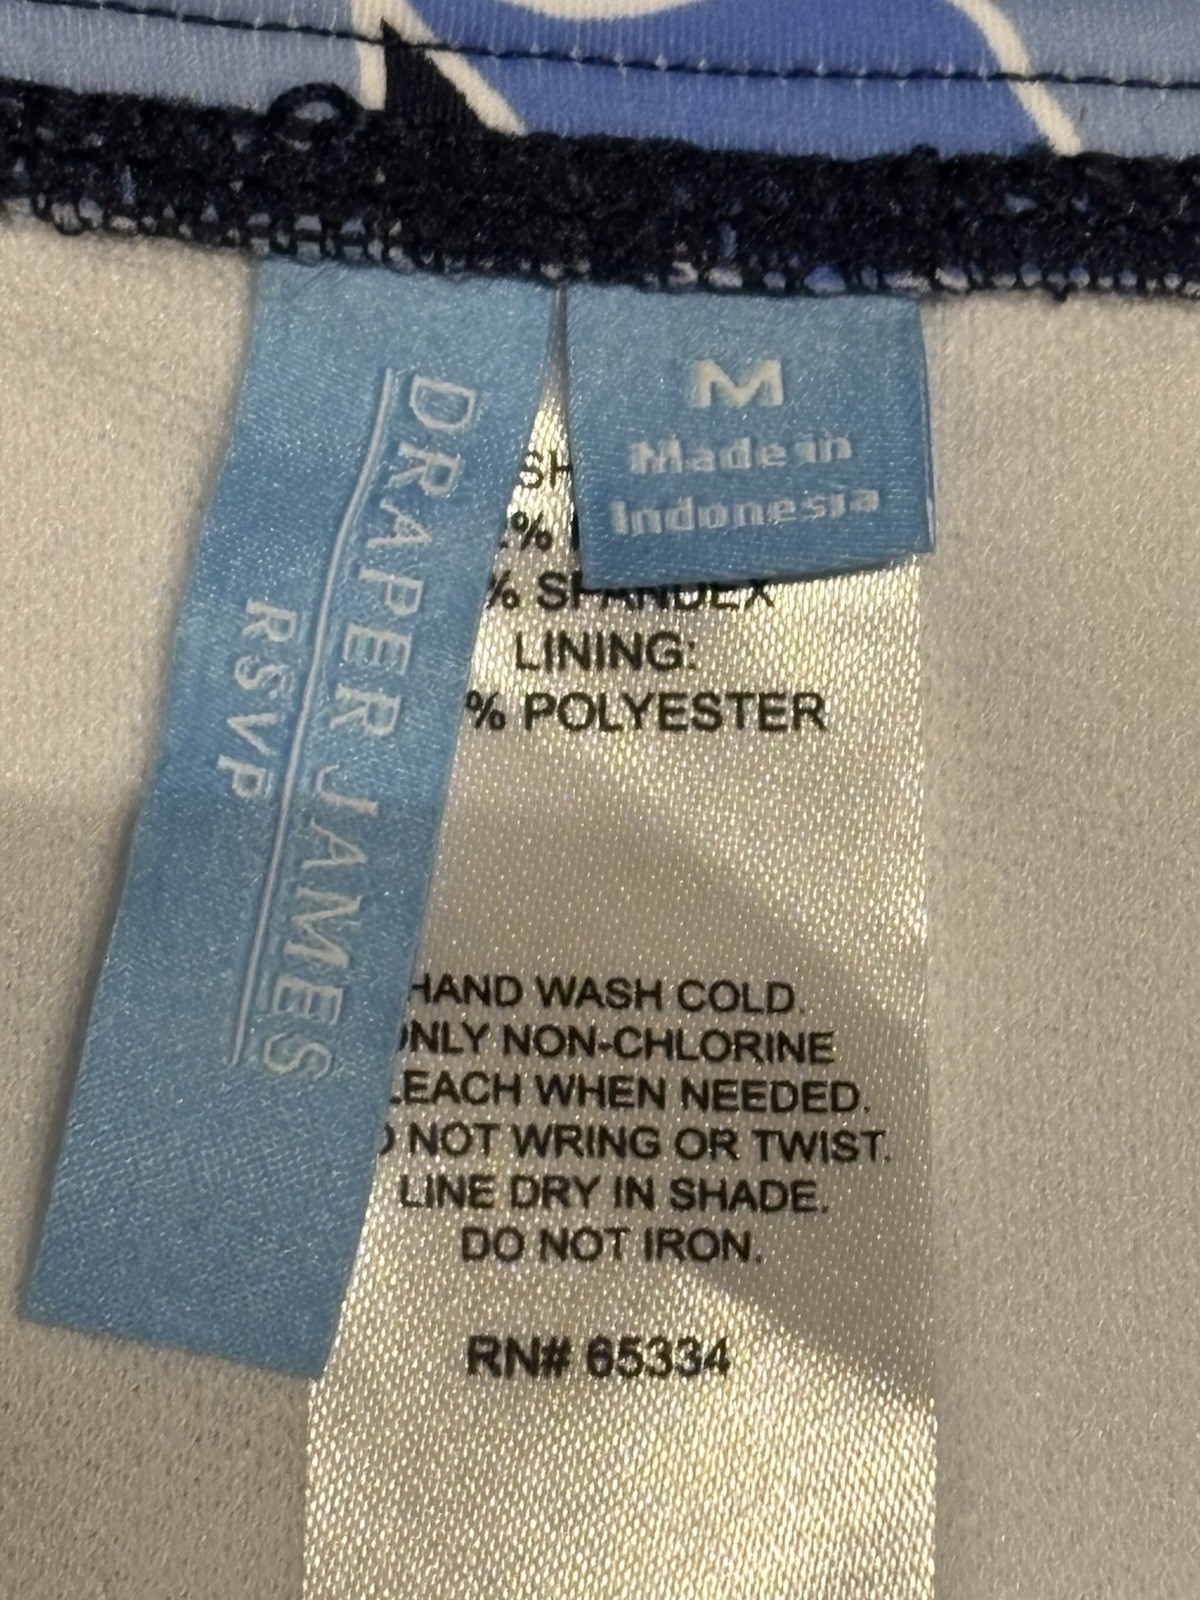 DRAPER JAMES
RSVP
M
Made in
Indonesia
% SPANDEX
LINING:
% POLYESTER
HAND WASH COLD.
ONLY NON-CHLORINE
LEACH WHEN NEEDED.
NOT WRING OR TWIST.
LINE DRY IN SHADE.
DO NOT IRON.
RN# 65334